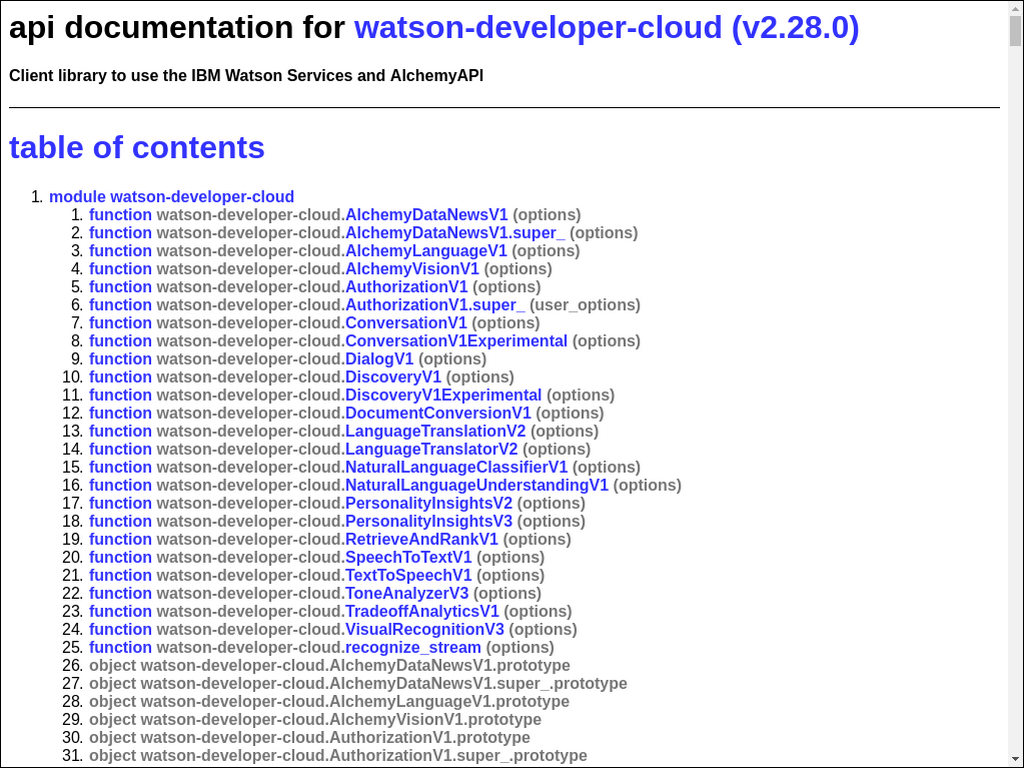 api documentation for watson-developer-cloud (v2.28.0)
Client library to use the IBM Watson Services and AlchemyAPI
table of contents
1. module watson-developer-cloud
1. function watson-developer-cloud.AlchemyDataNewsV1 (options)
2. function watson-developer-cloud.AlchemyDataNewsV1.super_ (options)
3. function watson-developer-cloud.AlchemyLanguageV1 (options)
4. function watson-developer-cloud.AlchemyVisionV1 (options)
5. function watson-developer-cloud.AuthorizationV1 (options)
6. function watson-developer-cloud.AuthorizationV1.super_ (user_options)
7. function watson-developer-cloud.ConversationV1 (options)
8. function watson-developer-cloud.ConversationV1Experimental (options)
9. function watson-developer-cloud.DialogV1 (options)
10. function watson-developer-cloud.DiscoveryV1 (options)
11. function watson-developer-cloud.DiscoveryV1Experimental (options)
12. function watson-developer-cloud.DocumentConversionV1 (options)
13. function watson-developer-cloud.LanguageTranslationV2 (options)
14. function watson-developer-cloud.LanguageTranslatorV2 (options)
15. function watson-developer-cloud.NaturalLanguageClassifierV1 (options)
16. function watson-developer-cloud.NaturalLanguageUnderstandingV1 (options)
17. function watson-developer-cloud.PersonalityInsightsV2 (options)
18. function watson-developer-cloud.PersonalityInsightsV3 (options)
19. function watson-developer-cloud.RetrieveAndRankV1 (options)
20. function watson-developer-cloud.SpeechToTextV1 (options)
21. function watson-developer-cloud.TextToSpeechV1 (options)
22. function watson-developer-cloud.ToneAnalyzerV3 (options)
23. function watson-developer-cloud.TradeoffAnalyticsV1 (options)
24. function watson-developer-cloud.VisualRecognitionV3 (options)
25. function watson-developer-cloud.recognize_stream (options)
26. object watson-developer-cloud.AlchemyDataNewsV1.prototype
27. object watson-developer-cloud.AlchemyDataNewsV1.super_.prototype
28. object watson-developer-cloud.AlchemyLanguageV1.prototype
29. object watson-developer-cloud.AlchemyVisionV1.prototype
30. object watson-developer-cloud.AuthorizationV1.prototype
31. object watson-developer-cloud.AuthorizationV1.super_.prototype